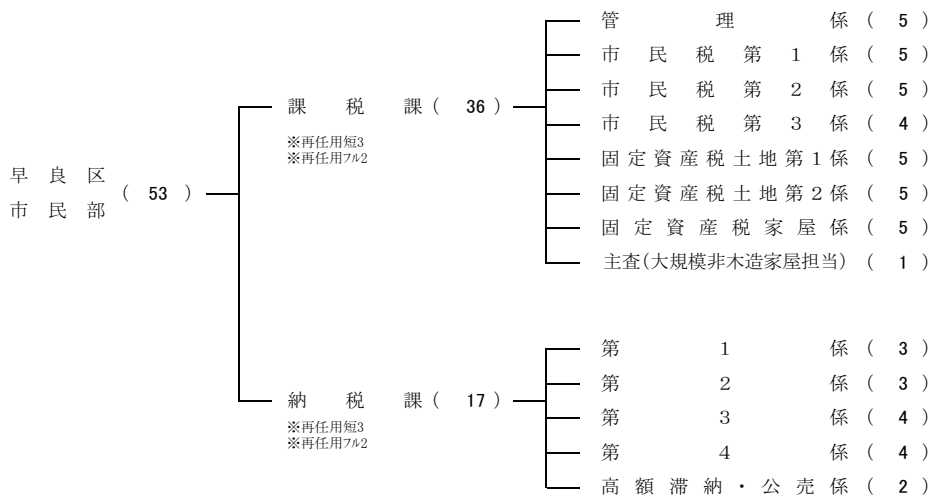 早良区
市民部 ( 53 )
課税課 ( 36 )
※再任用短3
※再任用フル2
管理係 ( 5 )
市民税第1係 ( 5 )
市民税第2係 ( 5 )
市民税第3係 ( 4 )
固定資産税土地第1係 ( 5 )
固定資産税土地第2係 ( 5 )
固定資産税家屋係 ( 5 )
主査(大規模非木造家屋担当) ( 1 )
納税課 ( 17 )
※再任用短3
※再任用フル2
第1係 ( 3 )
第2係 ( 3 )
第3係 ( 4 )
第4係 ( 4 )
高額滞納・公売係 ( 2 )